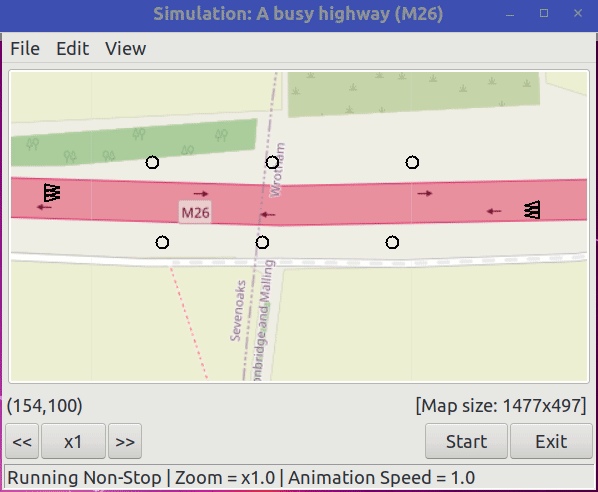 Simulation: A busy highway (M26)
File Edit View
Wrotham
M26
Sevenoaks
onbridge and Malling
(154,100) [Map size: 1477x497]
<< x1 >> Start Exit
Running Non-Stop | Zoom = x1.0 | Animation Speed = 1.0